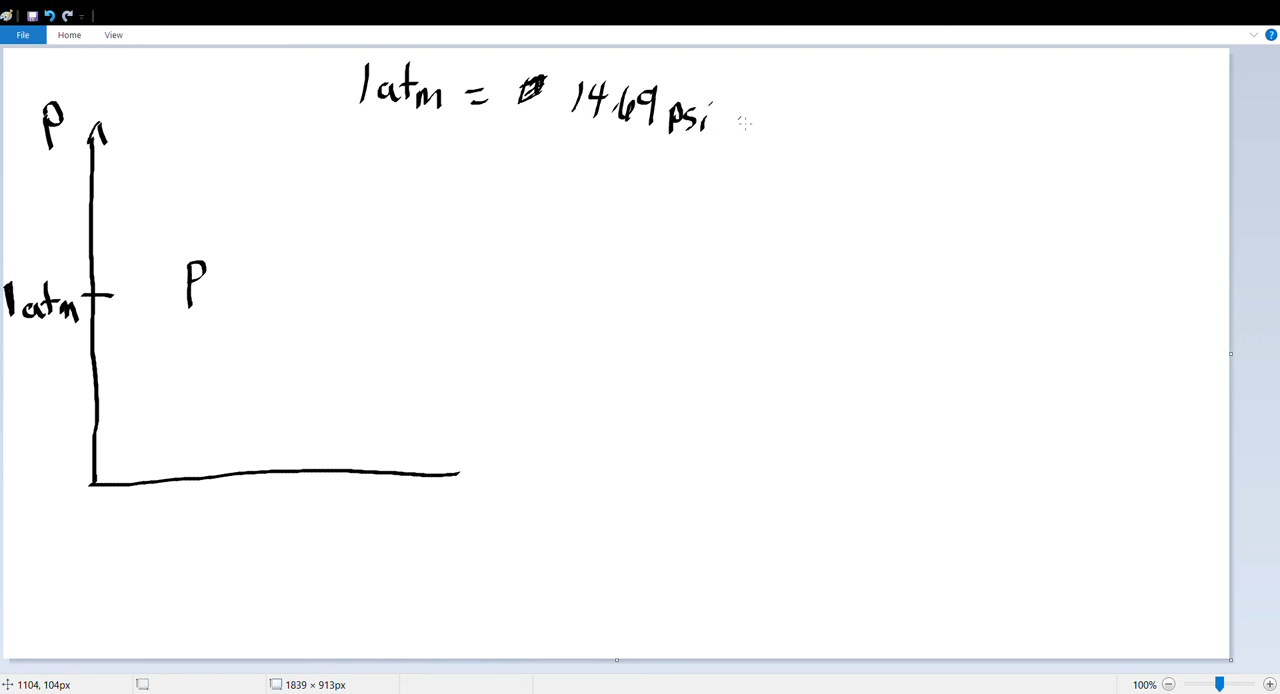 File Home View
1atm = 14.69 psi
P
P
1atm
1104, 104px 1839 × 913px 100%